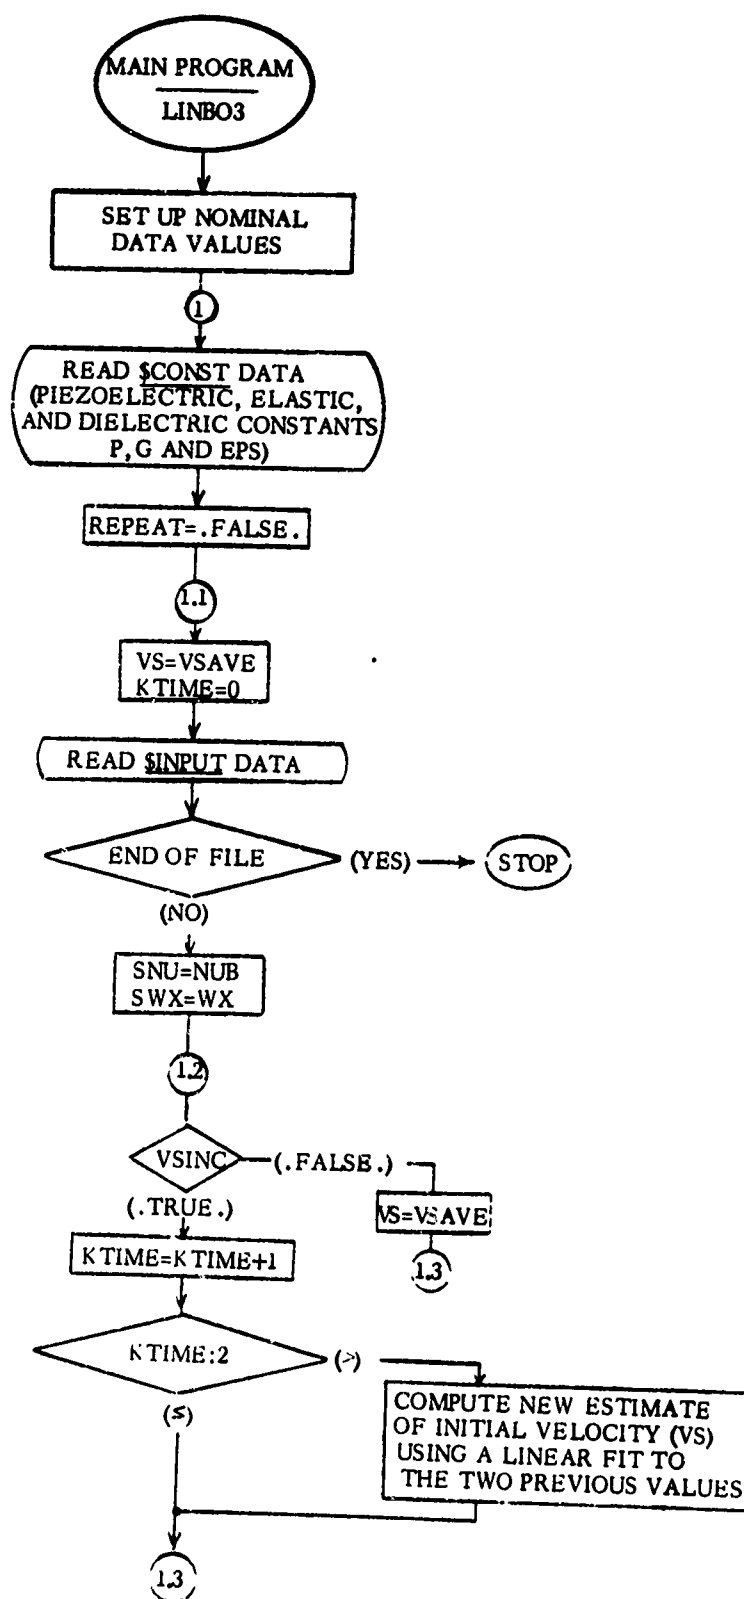 MAIN PROGRAM
LINBO3
SET UP NOMINAL
DATA VALUES
1
READ $CONST DATA
(PIEZOELECTRIC, ELASTIC,
AND DIELECTRIC CONSTANTS
P, G AND EPS)
REPEAT=.FALSE.
1.1
VS=VSAVE
KTIME=0
READ $INPUT DATA
END OF FILE
(YES)
STOP
(NO)
SNU=NUB
SWX=WX
1.2
VSINC
(.FALSE.)
(.TRUE.)
VS=VSAVE
KTIME=KTIME+1
1.3
KTIME:2
(>)
(≤)
COMPUTE NEW ESTIMATE
OF INITIAL VELOCITY (VS)
USING A LINEAR FIT TO
THE TWO PREVIOUS VALUES
1.3